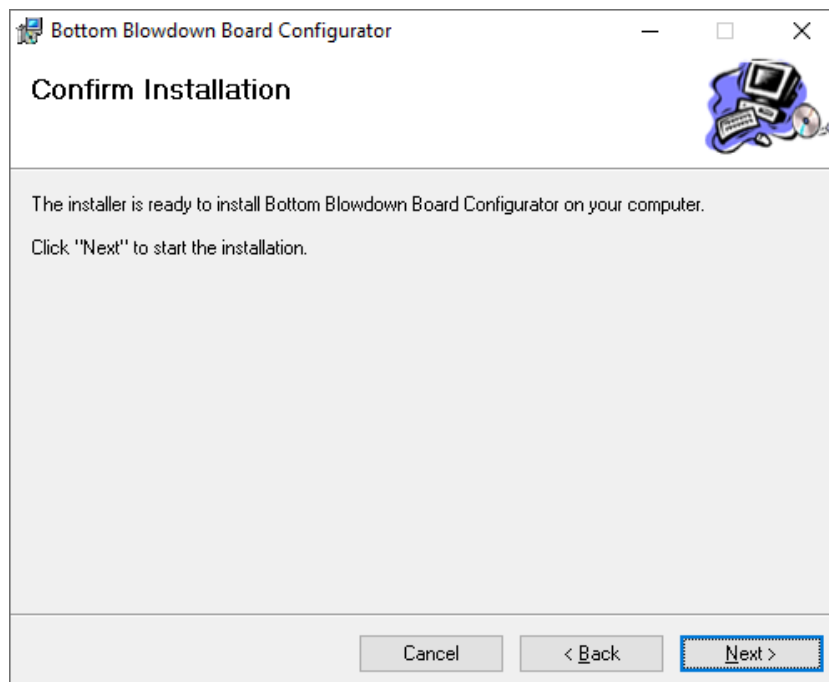 Bottom Blowdown Board Configurator
Confirm Installation
The installer is ready to install Bottom Blowdown Board Configurator on your computer.
Click "Next" to start the installation.
Cancel
< Back
Next >